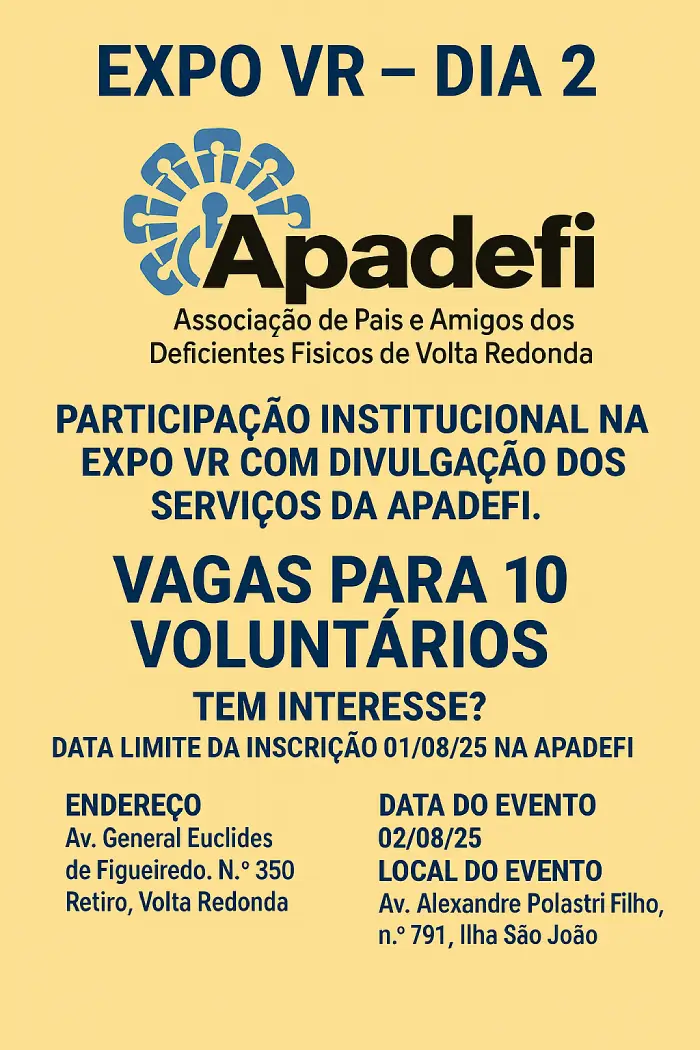 EXPO VR – DIA 2
Apadefi
Associação de Pais e Amigos dos
Deficientes Fisicos de Volta Redonda
PARTICIPAÇÃO INSTITUCIONAL NA
EXPO VR COM DIVULGAÇÃO DOS
SERVIÇOS DA APADEFI.
VAGAS PARA 10
VOLUNTÁRIOS
TEM INTERESSE?
DATA LIMITE DA INSCRIÇÃO 01/08/25 NA APADEFI
ENDEREÇO
Av. General Euclides
de Figueiredo. N.º 350
Retiro, Volta Redonda
DATA DO EVENTO
02/08/25
LOCAL DO EVENTO
Av. Alexandre Polastri Filho,
n.º 791, Ilha São João